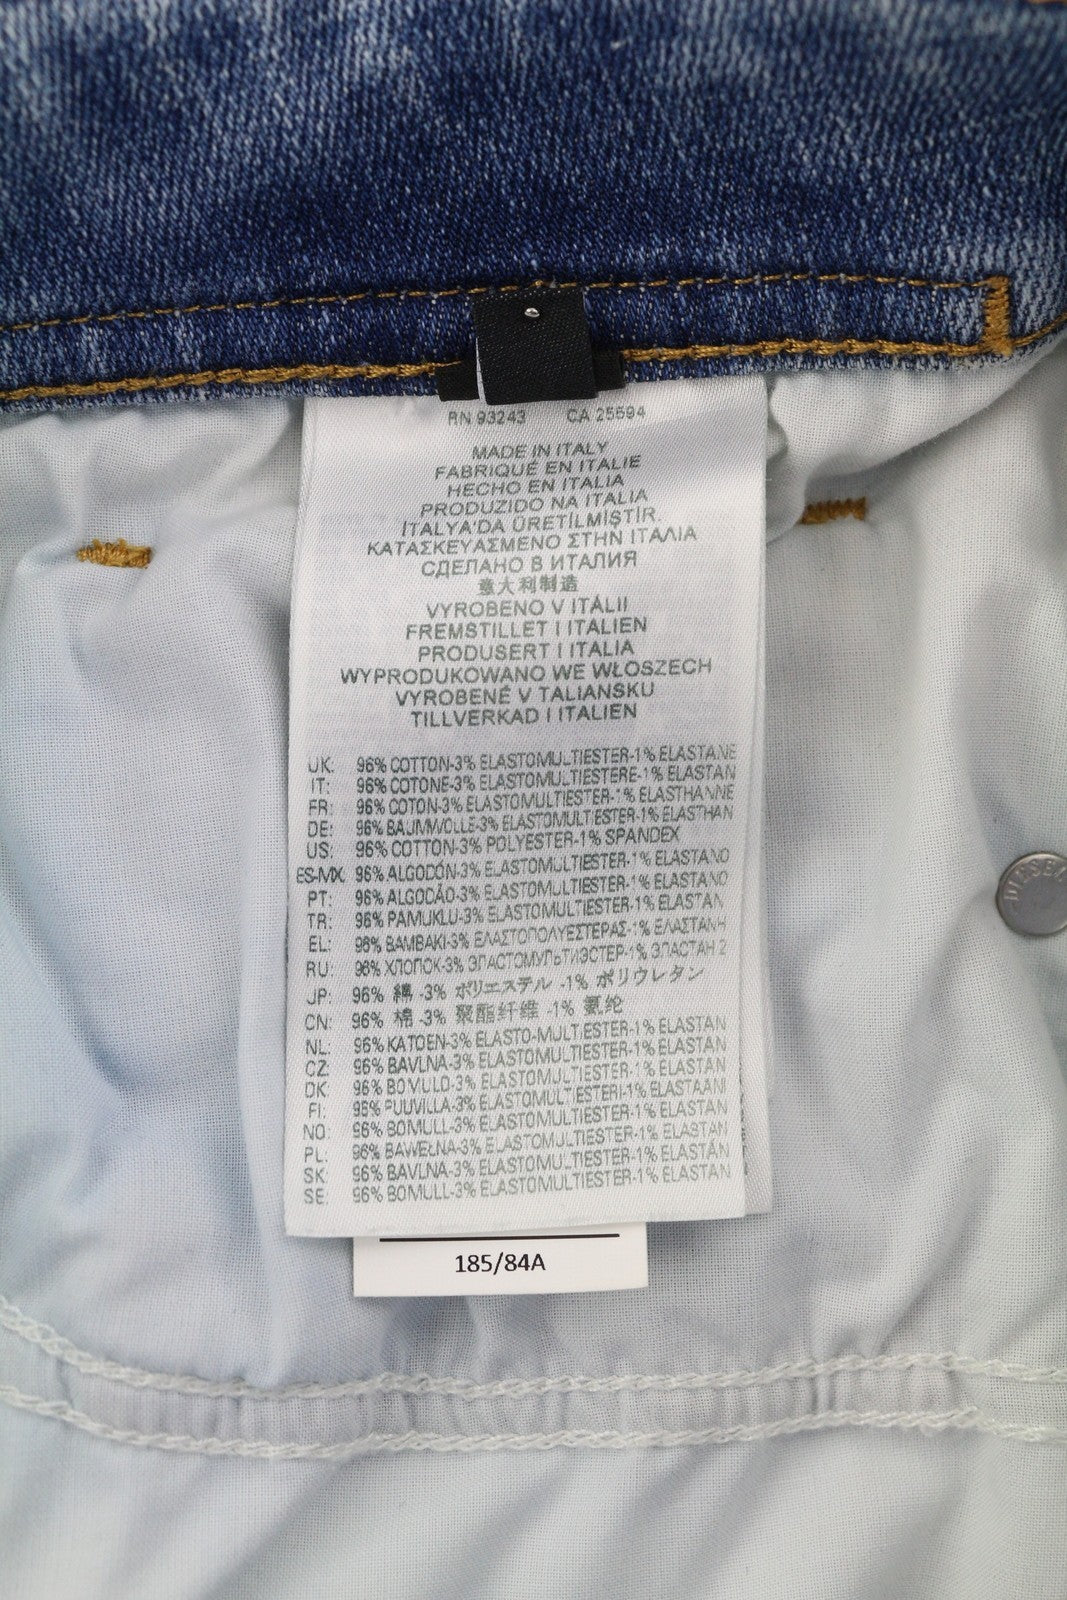 RN 93243 CA 25594
MADE IN ITALY
FABRIQUÉ EN ITALIE
HECHO EN ITALIA
PRODUZIDO NA ITALIA
İTALYA'DA ÜRETİLMİŞTİR.
ΚΑΤΑΣΚΕΥΑΣΜΕΝΟ ΣΤΗΝ ΙΤΑΛΙΑ
СДЕЛАНО В ИТАЛИЯ
意大利制造
VYROBENO V ITÁLII
FREMSTILLET I ITALIEN
PRODUSERT I ITALIA
WYPRODUKOWANO WE WŁOSZECH
VYROBENÉ V TALIANSKU
TILLVERKAD I ITALIEN
UK: 96% COTTON-3% ELASTOMULTIESTER-1% ELASTANE
IT: 96% COTONE-3% ELASTOMULTIESTERE-1% ELASTAN
FR: 96% COTON-3% ELASTOMULTIESTER-1% ELASTHANNE
DE: 96% BAUMWOLLE-3% ELASTOMULTIESTER-1% ELASTHAN
US: 96% COTTON-3% POLYESTER-1% SPANDEX
ES-MX: 96% ALGODÓN-3% ELASTOMULTIESTER-1% ELASTANO
PT: 96% ALGODÃO-3% ELASTOMULTIESTER-1% ELASTANO
TR: 96% PAMUKLU-3% ELASTOMULTIESTER-1% ELASTAN
EL: 96% ΒΑΜΒΑΚΙ-3% ΕΛΑΣΤΟΠΟΛΥΕΣΤΕΡΑΣ-1% ΕΛΑΣΤΑΝΗ
RU: 96% ХЛОПОК-3% ЭЛАСТОМУЛЬТИЭСТЕР-1% ЭЛАСТАН 2
JP: 96% 綿 -3% ポリエステル -1% ポリウレタン
CN: 96% 棉 -3% 聚酯纤维 -1% 氨纶
NL: 96% KATOEN-3% ELASTO-MULTIESTER-1% ELASTAN
CZ: 96% BAVLNA-3% ELASTOMULTIESTER-1% ELASTAN
DK: 96% BOMULD-3% ELASTOMULTIESTER-1% ELASTAN
FI: 96% PUUVILLA-3% ELASTOMULTIESTERI-1% ELASTAANI
NO: 96% BOMULL-3% ELASTOMULTIESTER-1% ELASTAN
PL: 96% BAWEŁNA-3% ELASTOMULTIESTER-1% ELASTAN
SK: 96% BAVLNA-3% ELASTOMULTIESTER-1% ELASTAN
SE: 96% BOMULL-3% ELASTOMULTIESTER-1% ELASTAN
185/84A
DIESEL